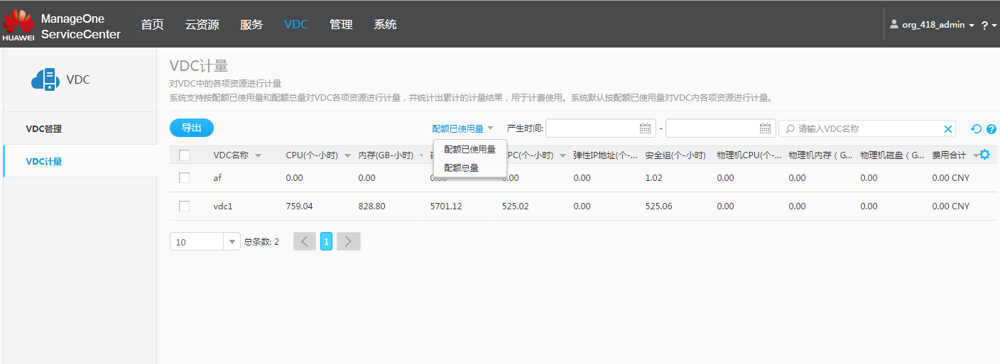 HUAWEI
ManageOne
ServiceCenter
首页 云资源 服务 VDC 管理 系统
org_418_admin ?
VDC
VDC管理
VDC计量
VDC计量
对VDC中的各项资源进行计量
系统支持按配额已使用量和配额总量对VDC各项资源进行计量，并统计出累计的计量结果，用于计费使用。系统默认按配额已使用量对VDC内各项资源进行计量。
导出 配额已使用量 产生时间: - 请输入VDC名称 ?
配额已使用量
配额总量
VDC名称 CPU(个-小时) 内存(GB-小时) PC(个-小时) 弹性IP地址(个-... 安全组(个-小时) 物理机CPU(个-... 物理机内存（G... 物理机磁盘（G... 费用合计
af 0.00 0.00 0.00 0.00 0.00 1.02 0.00 0.00 0.00 0.00 CNY
vdc1 759.04 828.80 5701.12 525.02 0.00 525.06 0.00 0.00 0.00 0.00 CNY
10 总条数: 2 1